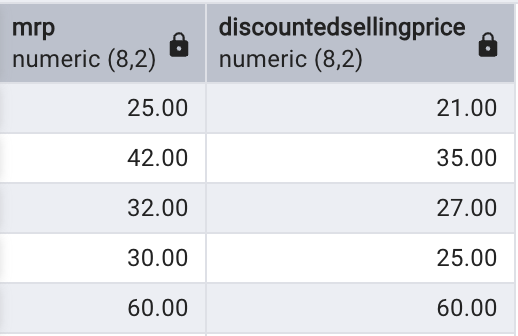 mrp discountedsellingprice
numeric (8,2) numeric (8,2)
25.00 21.00
42.00 35.00
32.00 27.00
30.00 25.00
60.00 60.00